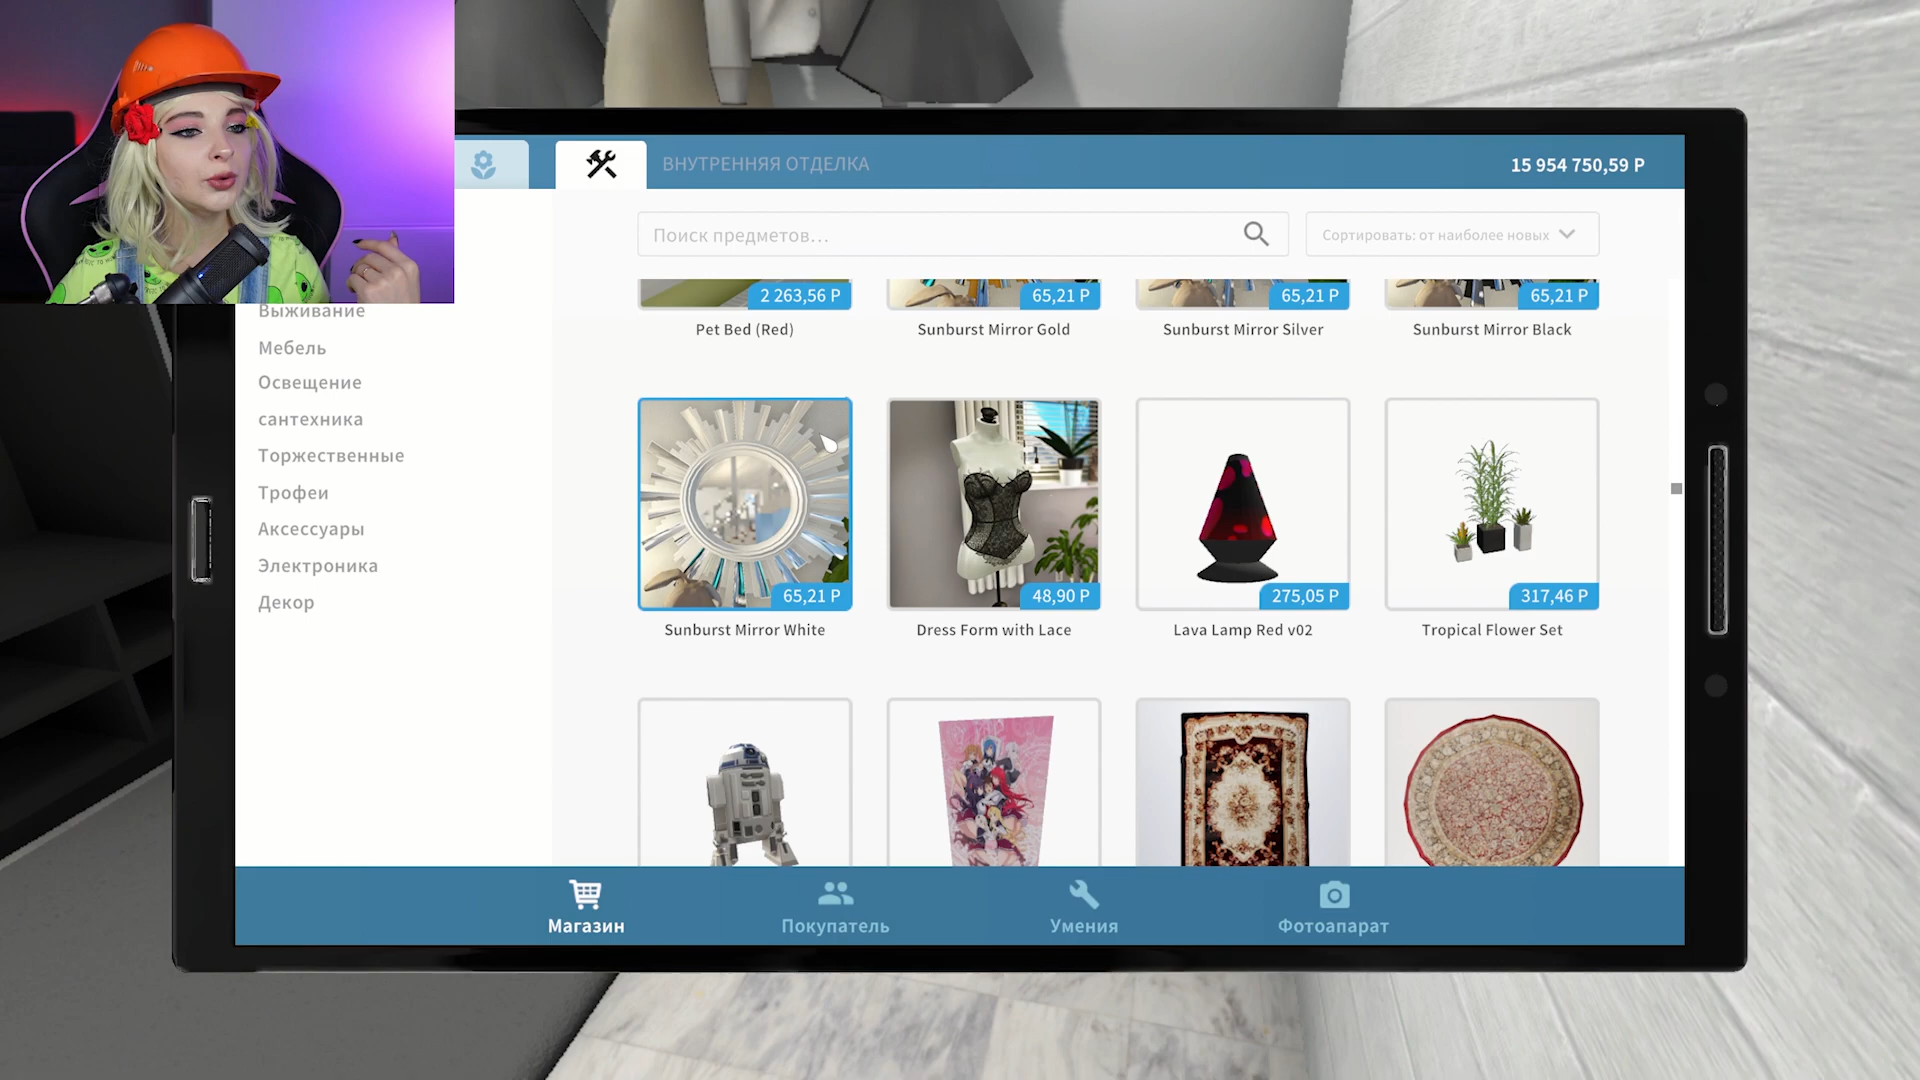 ВНУТРЕННЯЯ ОТДЕЛКА
15 954 750,59 Р
Поиск предметов...
Сортировать: от наиболее новых
Выживание
Мебель
Освещение
сантехника
Торжественные
Трофеи
Аксессуары
Электроника
Декор
2 263,56 Р
65,21 Р
65,21 Р
65,21 Р
Pet Bed (Red)
Sunburst Mirror Gold
Sunburst Mirror Silver
Sunburst Mirror Black
65,21 Р
48,90 Р
275,05 Р
317,46 Р
Sunburst Mirror White
Dress Form with Lace
Lava Lamp Red v02
Tropical Flower Set
Магазин
Покупатель
Умения
Фотоапарат